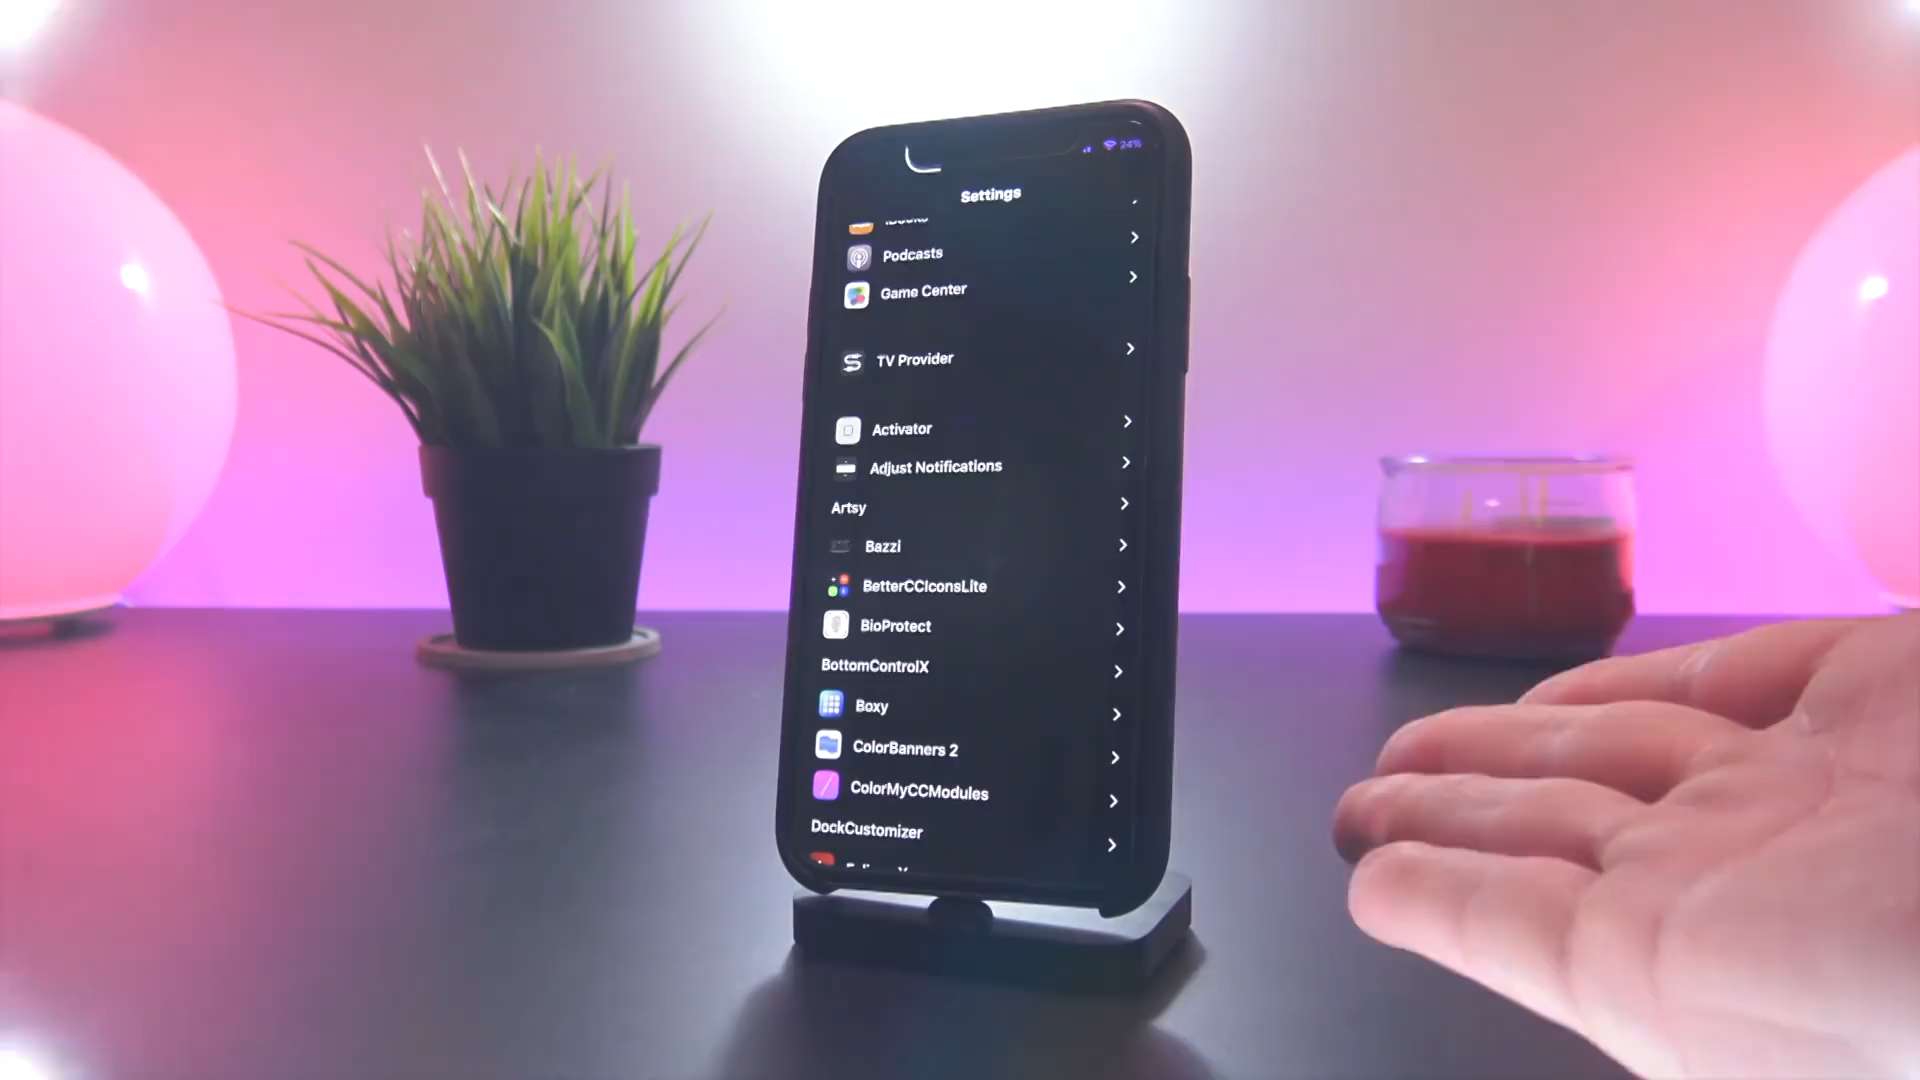 24%
Settings
Podcasts
Game Center
TV Provider
Activator
Adjust Notifications
Artsy
Bazzi
BetterCCIconsLite
BioProtect
BottomControlX
Boxy
ColorBanners 2
ColorMyCCModules
DockCustomizer